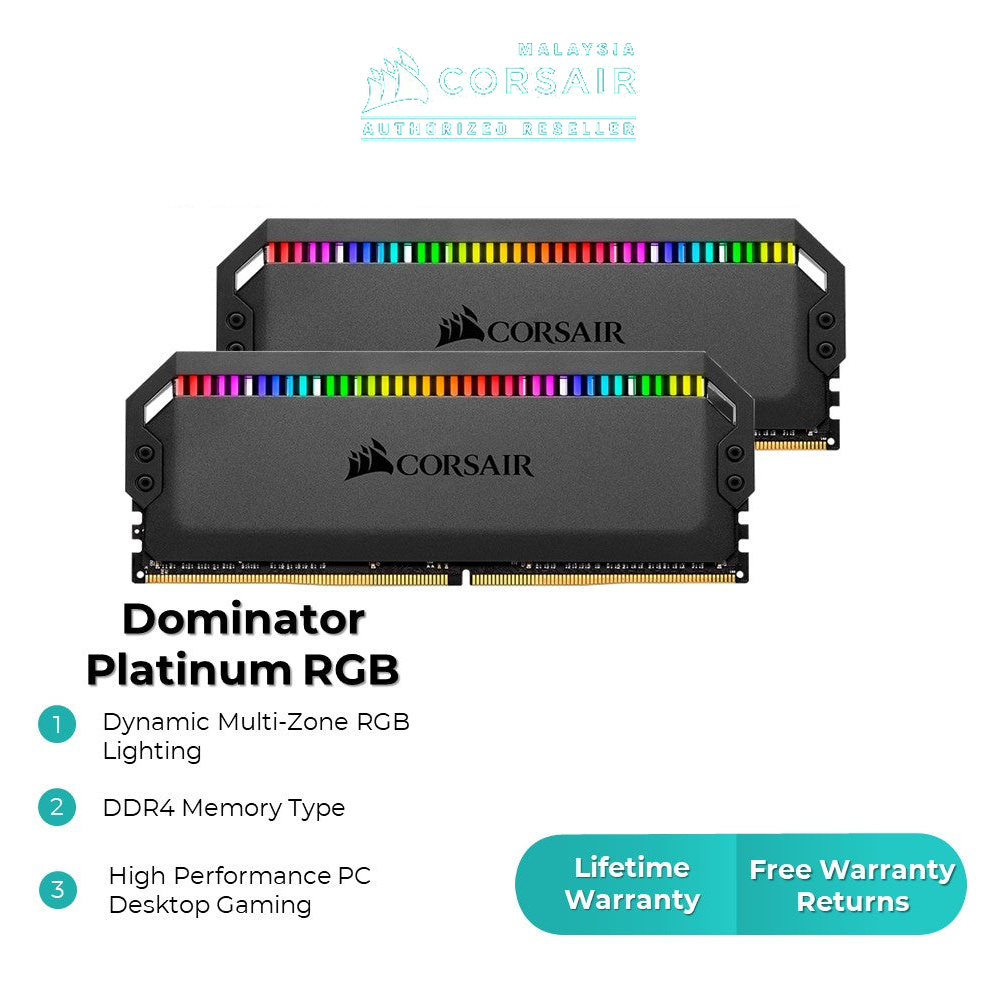 MALAYSIA
CORSAIR
AUTHORIZED RESELLER
CORSAIR
CORSAIR
Dominator
Platinum RGB
1
Dynamic Multi-Zone RGB
Lighting
2
DDR4 Memory Type
3
High Performance PC
Desktop Gaming
Lifetime
Warranty
Free Warranty
Returns